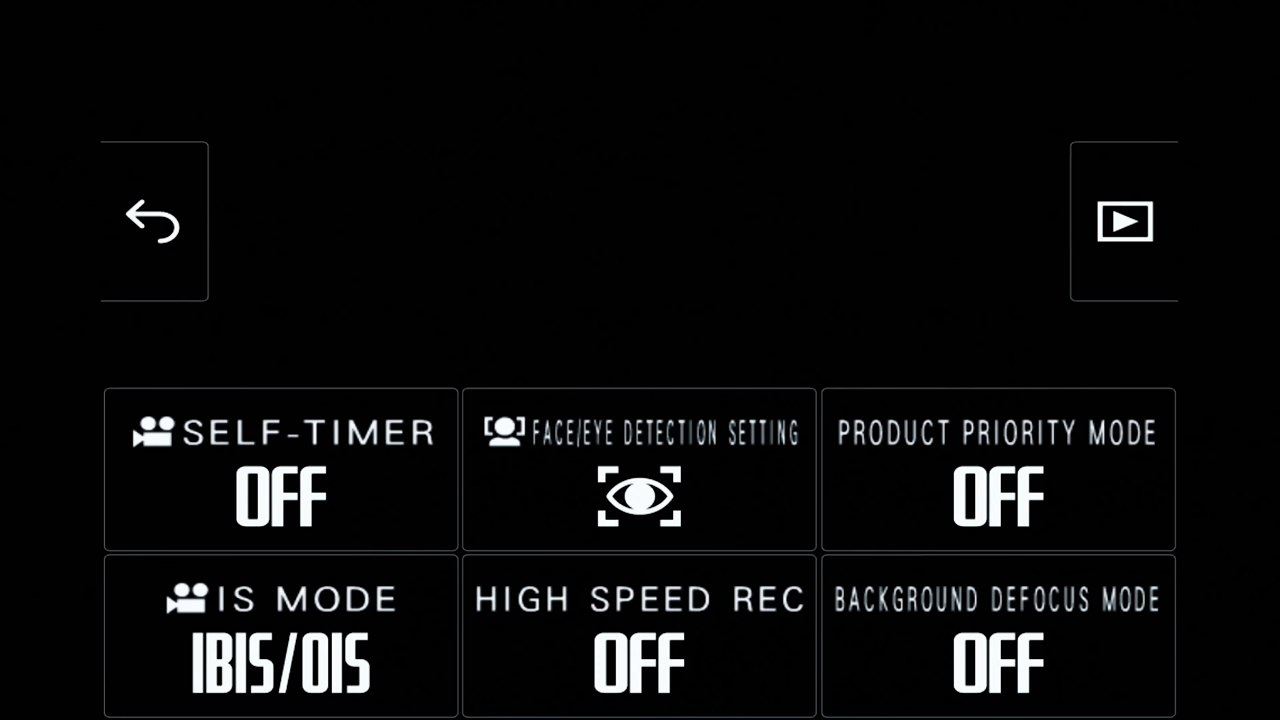 SELF-TIMER
OFF
FACE/EYE DETECTION SETTING
PRODUCT PRIORITY MODE
OFF
IS MODE
IBIS/OIS
HIGH SPEED REC
OFF
BACKGROUND DEFOCUS MODE
OFF